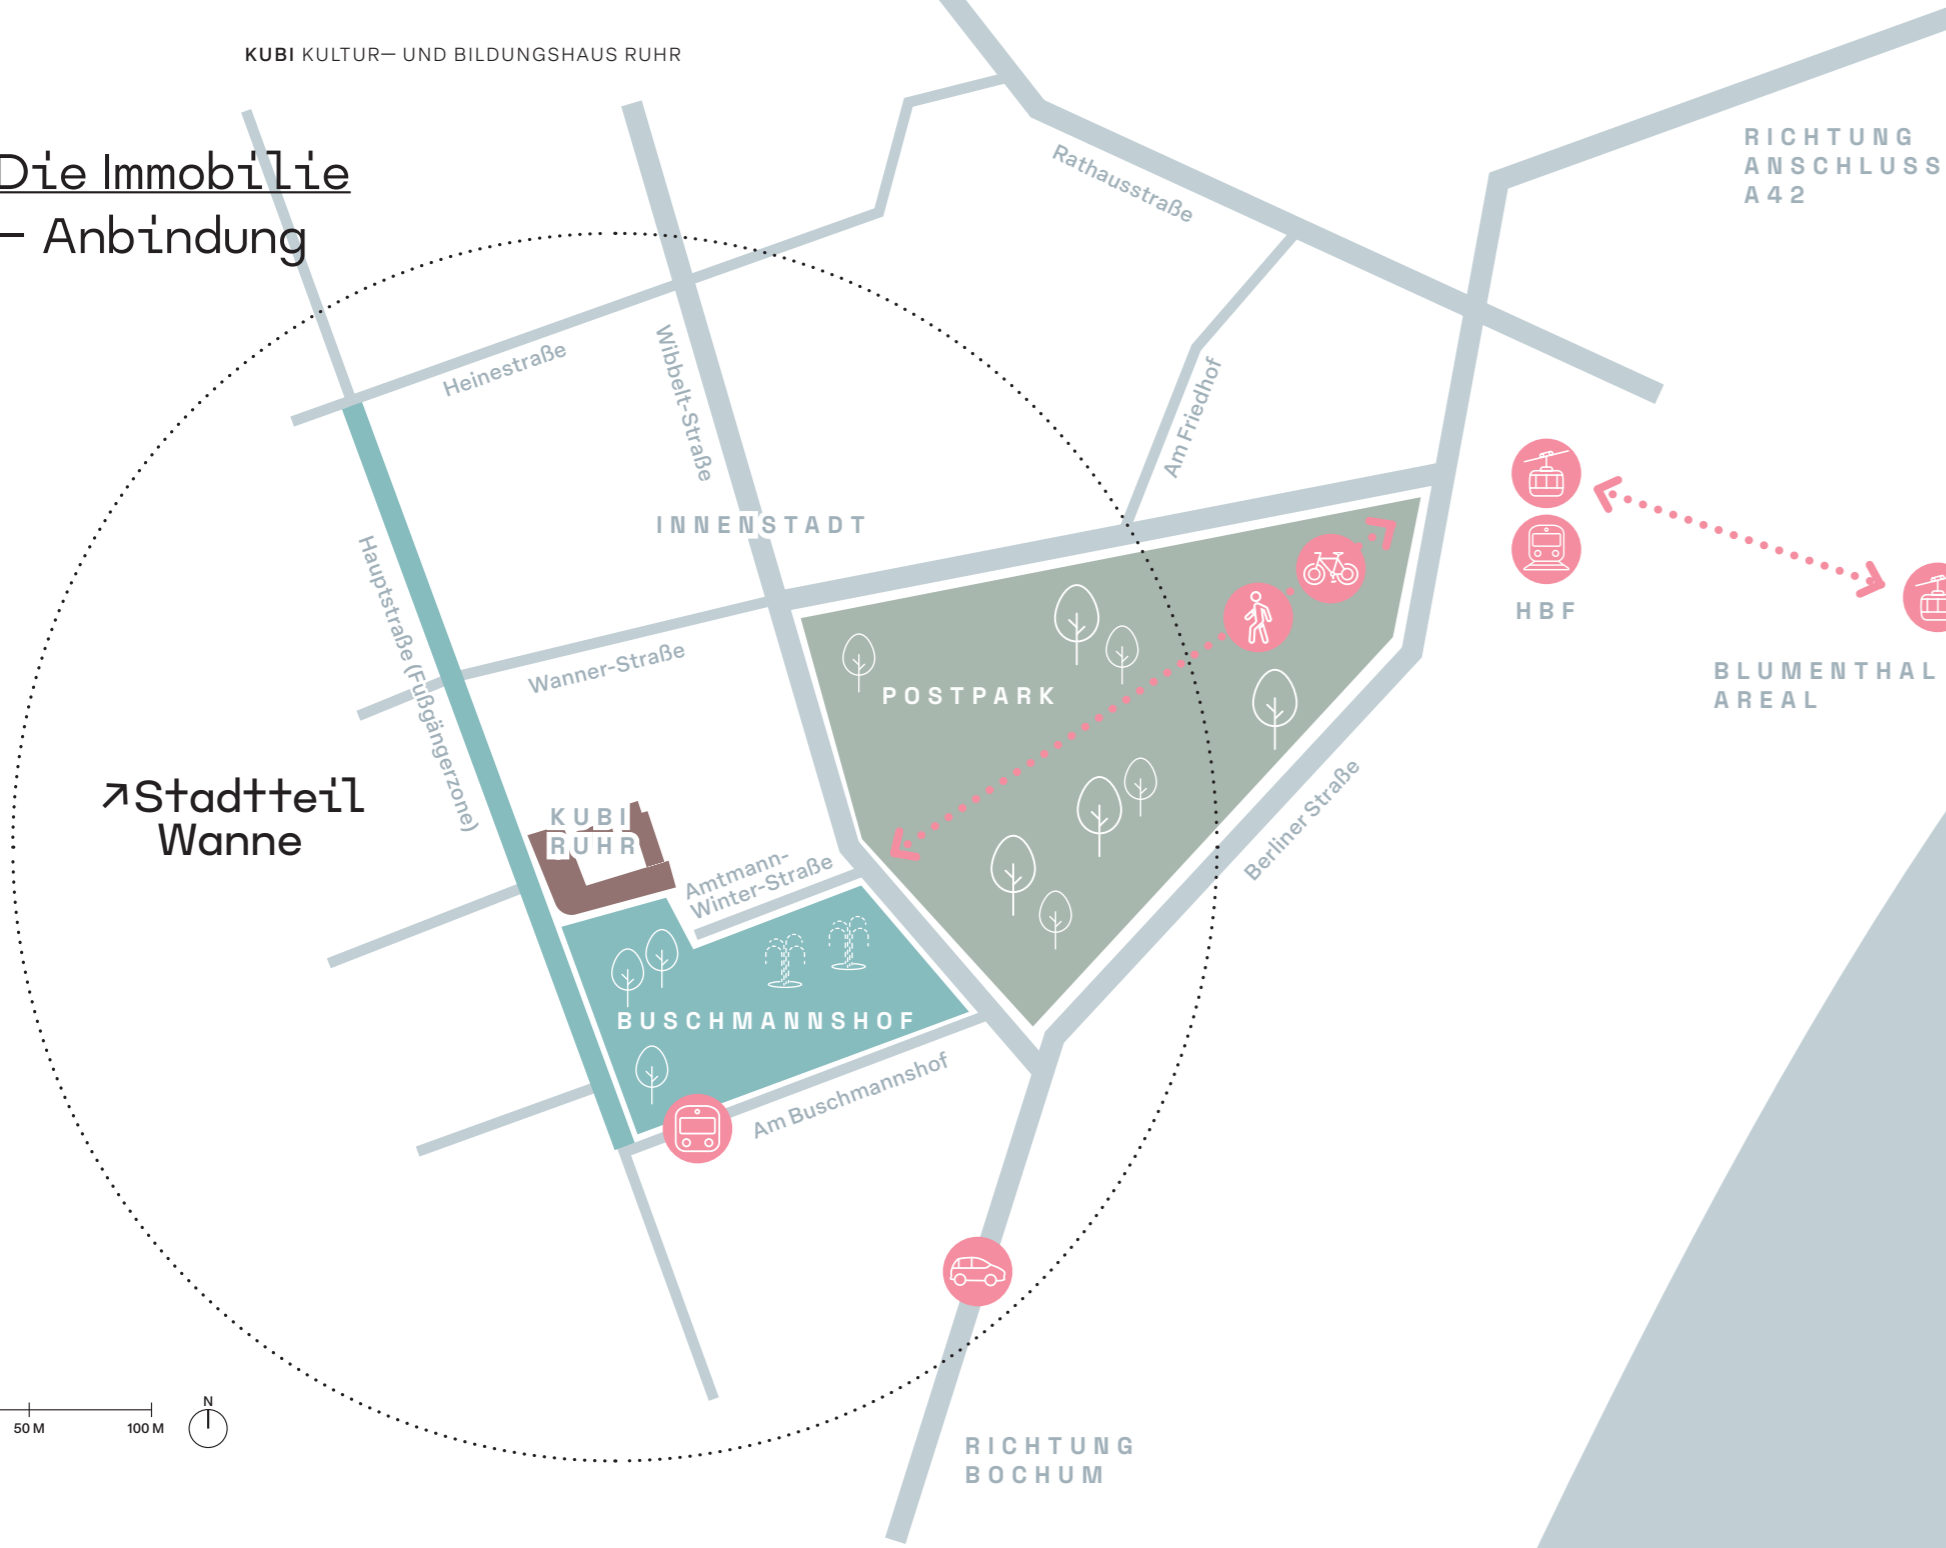 KUBI KULTUR— UND BILDUNGSHAUS RUHR
Die Immobilie
— Anbindung
RICHTUNG
ANSCHLUSS
A42
Rathausstraße
Heinestraße
Wibbelt-Straße
Am Friedhof
INNENSTADT
Hauptstraße (Fußgängerzone)
Wanner-Straße
HBF
BLUMENTHAL
AREAL
POSTPARK
↗Stadtteil
Wanne
KUBI
RUHR
Amtmann-
Winter-Straße
Berliner Straße
BUSCHMANNSHOF
Am Buschmannshof
N
50 M
100 M
RICHTUNG
BOCHUM